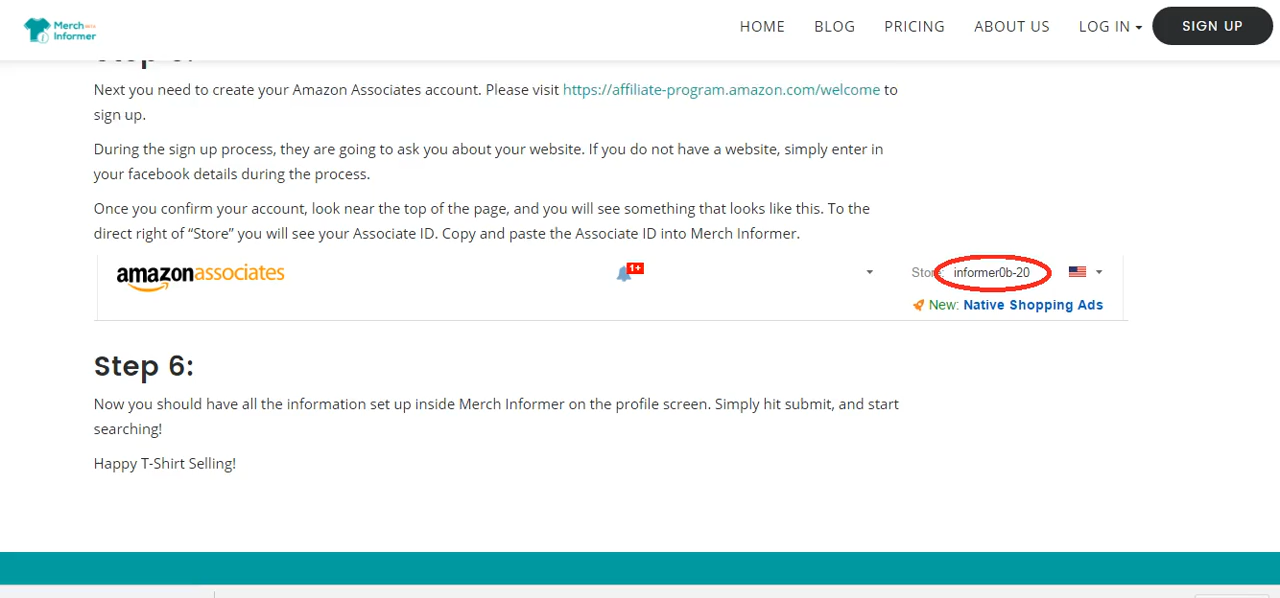 Merch BETA
Informer
HOME BLOG PRICING ABOUT US LOG IN SIGN UP
Next you need to create your Amazon Associates account. Please visit https://affiliate-program.amazon.com/welcome to
sign up.
During the sign up process, they are going to ask you about your website. If you do not have a website, simply enter in
your facebook details during the process.
Once you confirm your account, look near the top of the page, and you will see something that looks like this. To the
direct right of “Store” you will see your Associate ID. Copy and paste the Associate ID into Merch Informer.
amazonassociates 1+ informer0b-20
New: Native Shopping Ads
Step 6:
Now you should have all the information set up inside Merch Informer on the profile screen. Simply hit submit, and start
searching!
Happy T-Shirt Selling!